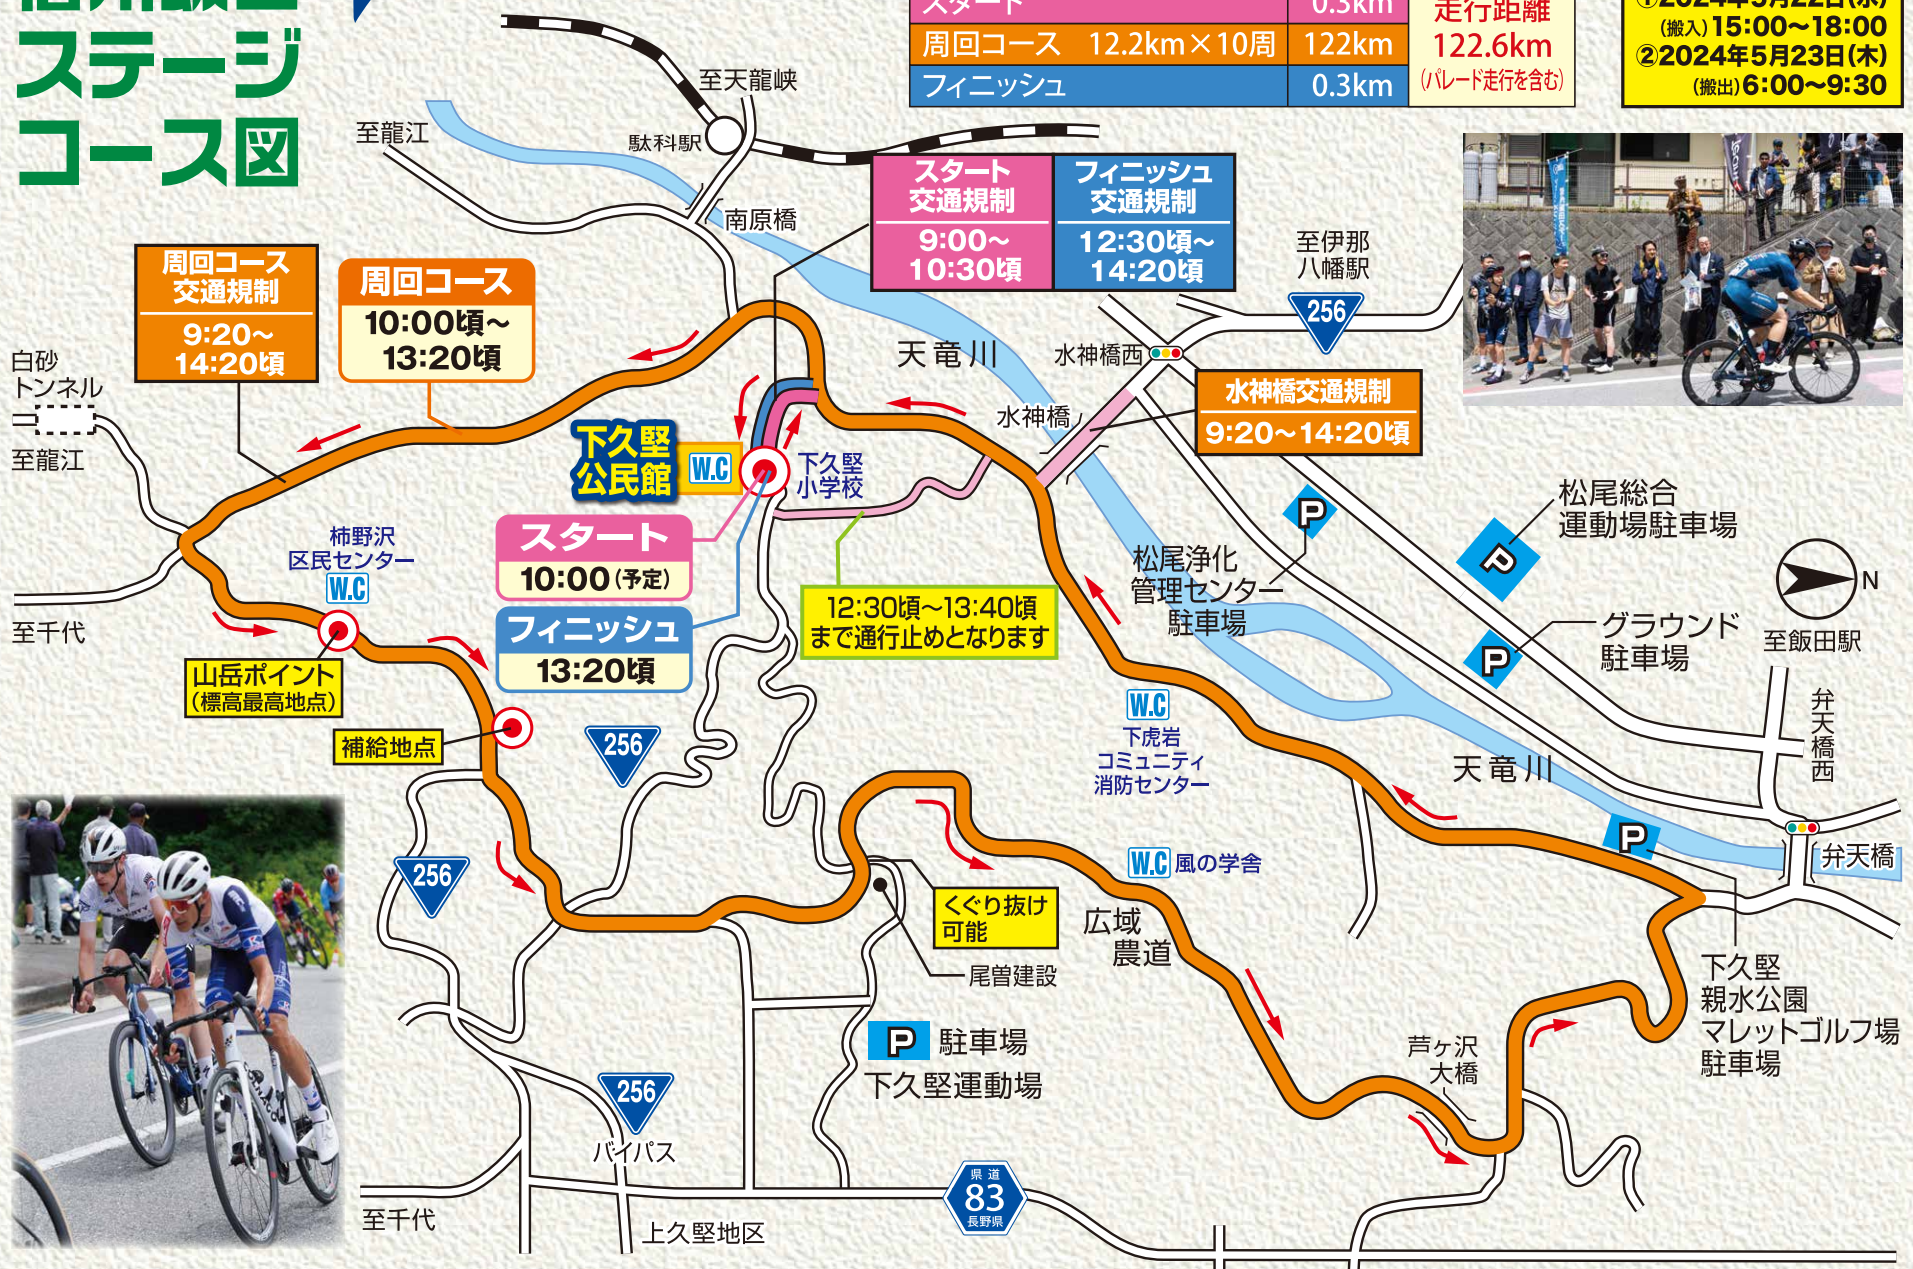 ステージ
コース図
スタート 0.3km
周回コース 12.2km×10周 122km
フィニッシュ 0.3km
走行距離
122.6km
(パレード走行を含む)
①2024年5月22日(水)
(搬入)15:00〜18:00
②2024年5月23日(木)
(搬出)6:00〜9:30
至天龍峡
至龍江
駄科駅
南原橋
スタート
交通規制
9:00〜
10:30頃
フィニッシュ
交通規制
12:30頃〜
14:20頃
至伊那
八幡駅
256
周回コース
交通規制
9:20〜
14:20頃
周回コース
10:00頃〜
13:20頃
天竜川
水神橋西
水神橋
水神橋交通規制
9:20〜14:20頃
白砂
トンネル
至龍江
下久堅
公民館
W.C
下久堅
小学校
スタート
10:00(予定)
フィニッシュ
13:20頃
12:30頃〜13:40頃
まで通行止めとなります
柿野沢
区民センター
W.C
至千代
山岳ポイント
(標高最高地点)
補給地点
P
松尾総合
運動場駐車場
P
松尾浄化
管理センター
駐車場
P
グラウンド
駐車場
N
至飯田駅
弁天橋西
256
W.C
下虎岩
コミュニティ
消防センター
天竜川
P
弁天橋
256
W.C 風の学舎
くぐり抜け
可能
広域
農道
尾曽建設
下久堅
親水公園
マレットゴルフ場
駐車場
P 駐車場
下久堅運動場
芦ヶ沢
大橋
256
バイパス
県道
83
長野県
至千代
上久堅地区